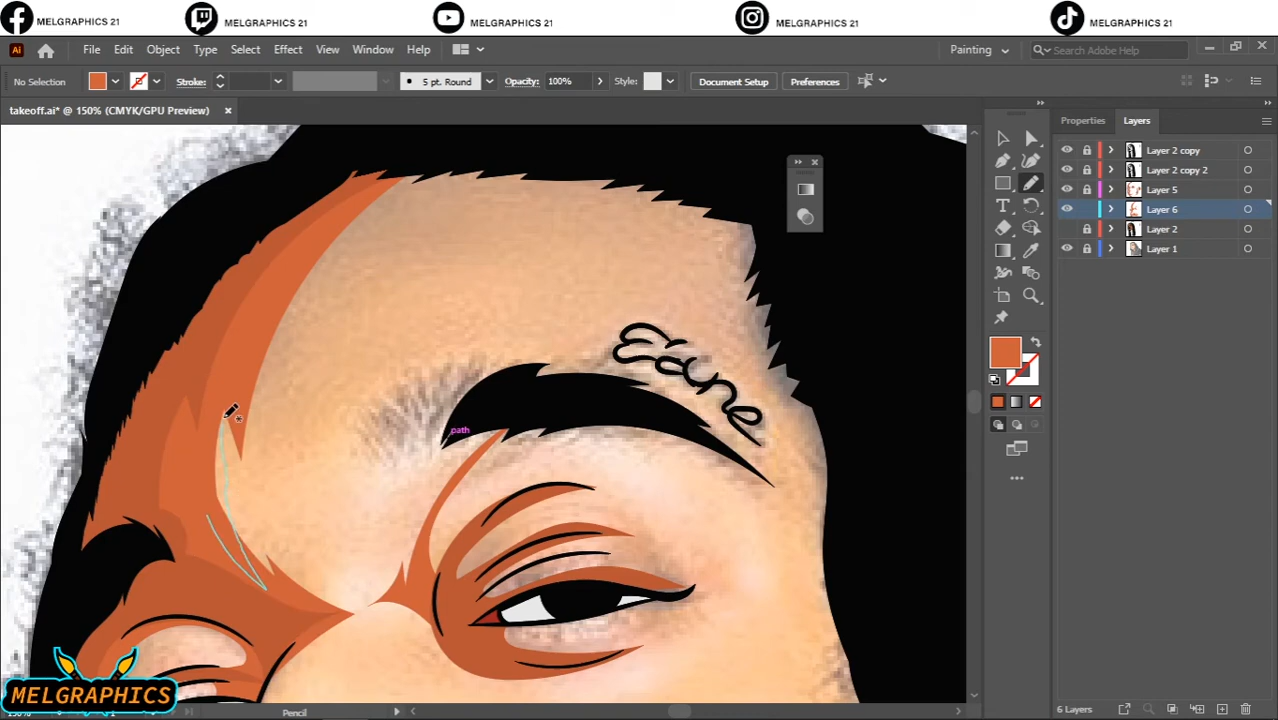 MELGRAPHICS 21 MELGRAPHICS 21 MELGRAPHICS 21 MELGRAPHICS 21 MELGRAPHICS 21
Ai File Edit Object Type Select Effect View Window Help Painting Search Adobe Help
No Selection Stroke: 5 pt. Round Opacity: 100% Style: Document Setup Preferences
takeoff.ai* @ 150% (CMYK/GPU Preview)
Properties Layers
Layer 2 copy
Layer 2 copy 2
Layer 5
Layer 6
Layer 2
Layer 1
path
MELGRAPHICS
Pencil
6 Layers